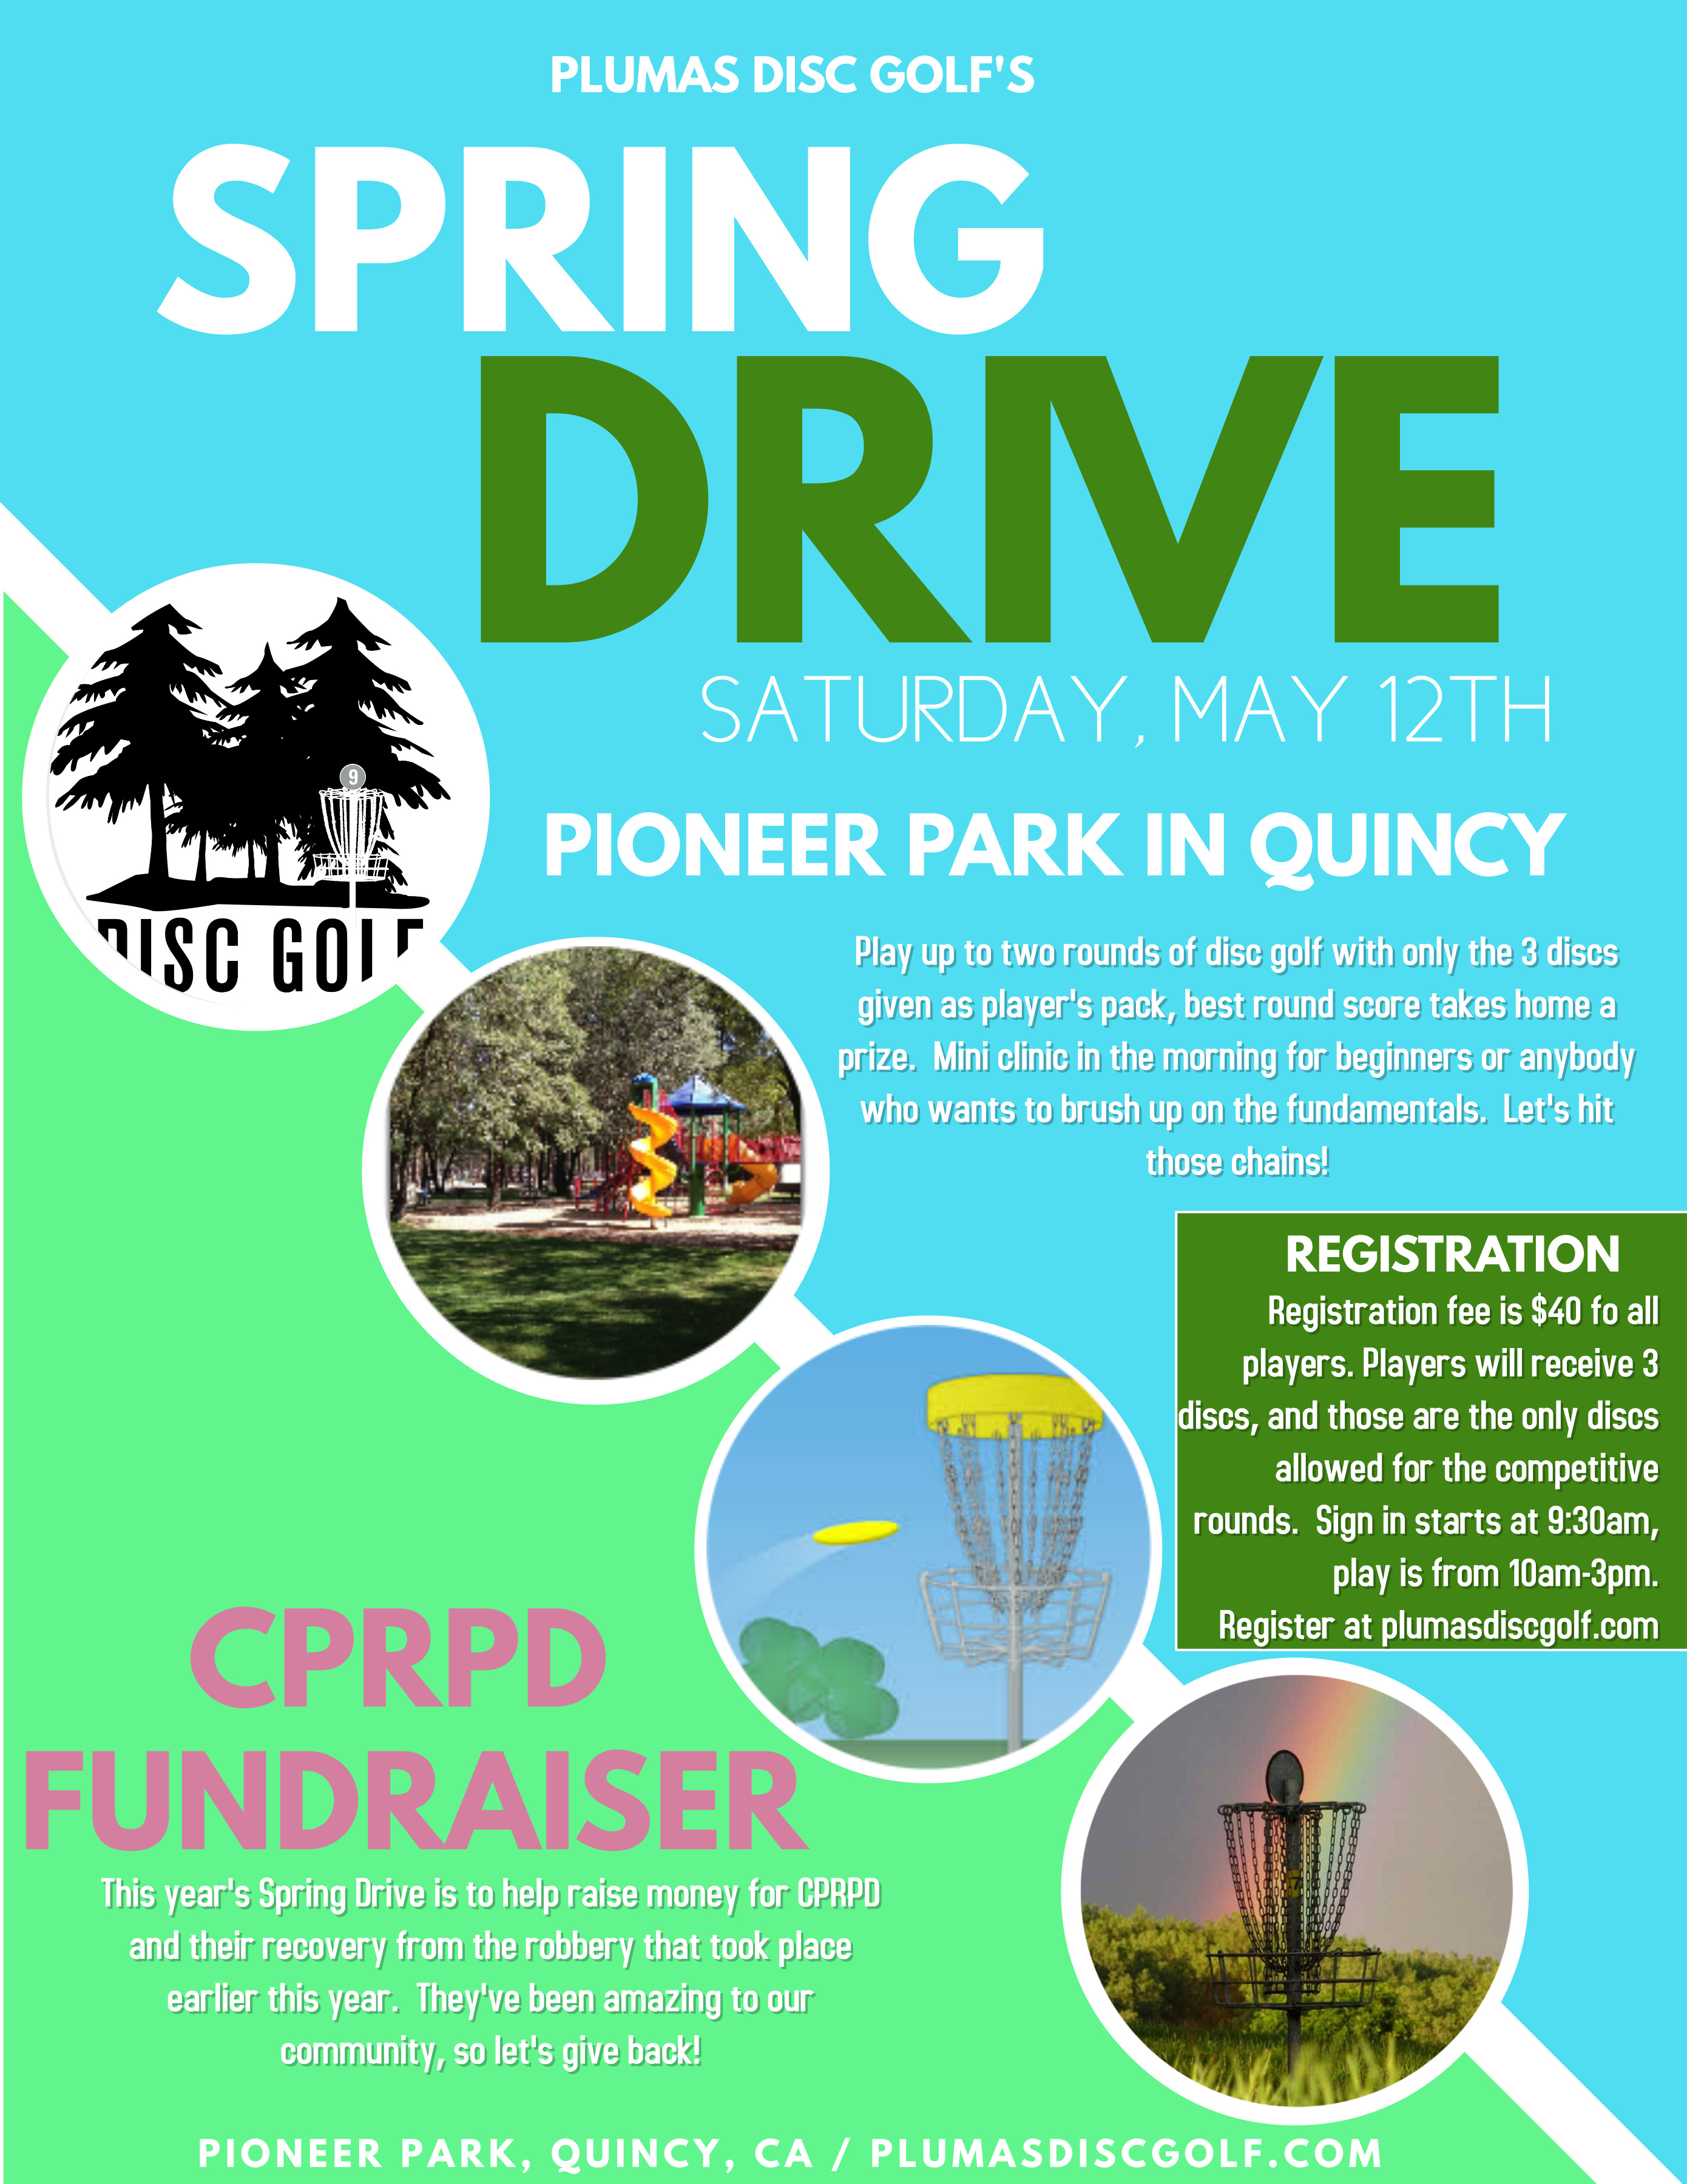 PLUMAS DISC GOLF'S
SPRING
DRIVE
SATURDAY, MAY 12TH
PIONEER PARK IN QUINCY
9
DISC GOLF
Play up to two rounds of disc golf with only the 3 discs
given as player's pack, best round score takes home a
prize.  Mini clinic in the morning for beginners or anybody
who wants to brush up on the fundamentals.  Let's hit
those chains!
REGISTRATION
Registration fee is $40 fo all
players. Players will receive 3
discs, and those are the only discs
allowed for the competitive
rounds.  Sign in starts at 9:30am,
play is from 10am-3pm.
Register at plumasdiscgolf.com
CPRPD
FUNDRAISER
This year's Spring Drive is to help raise money for CPRPD
and their recovery from the robbery that took place
earlier this year.  They've been amazing to our
community, so let's give back!
PIONEER PARK, QUINCY, CA / PLUMASDISCGOLF.COM